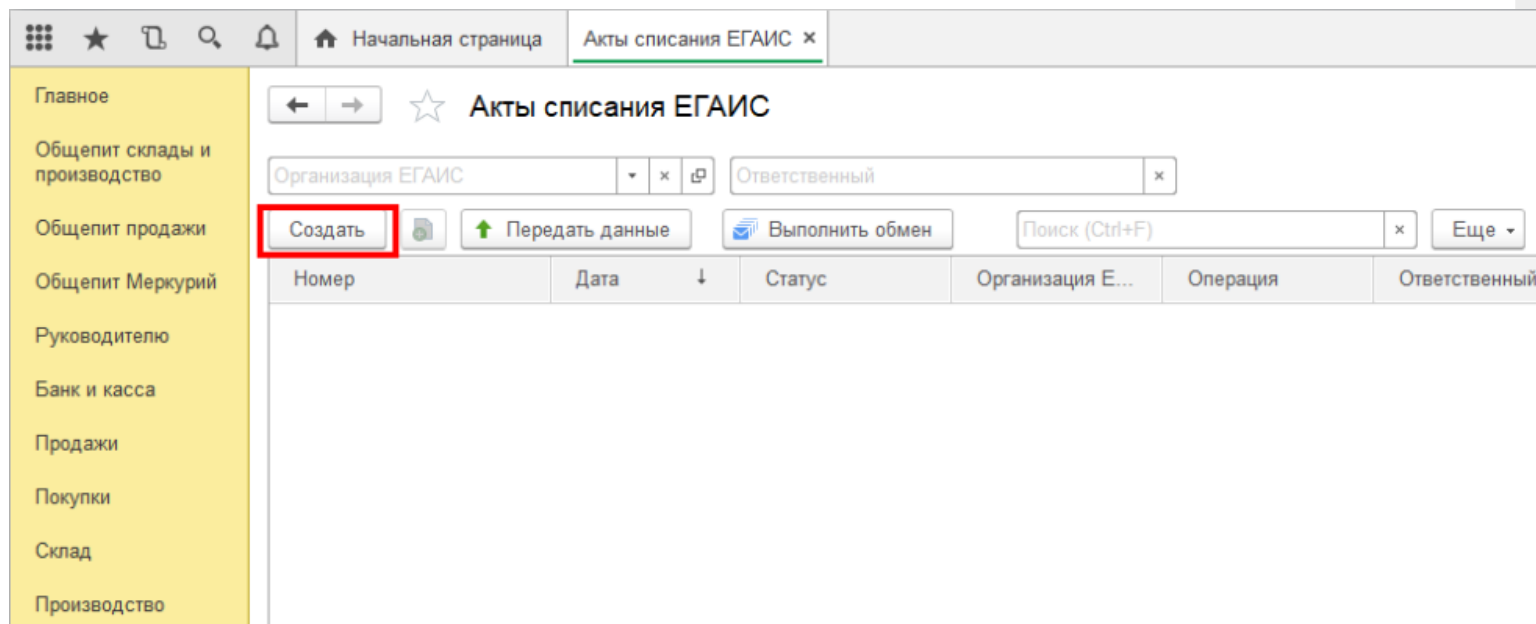 Начальная страница
Акты списания ЕГАИС ×
Главное
Общепит склады и
производство
Общепит продажи
Общепит Меркурий
Руководителю
Банк и касса
Продажи
Покупки
Склад
Производство
Акты списания ЕГАИС
Организация ЕГАИС
Ответственный
Создать
Передать данные
Выполнить обмен
Поиск (Ctrl+F)
Еще
Номер
Дата ↓
Статус
Организация Е...
Операция
Ответственный